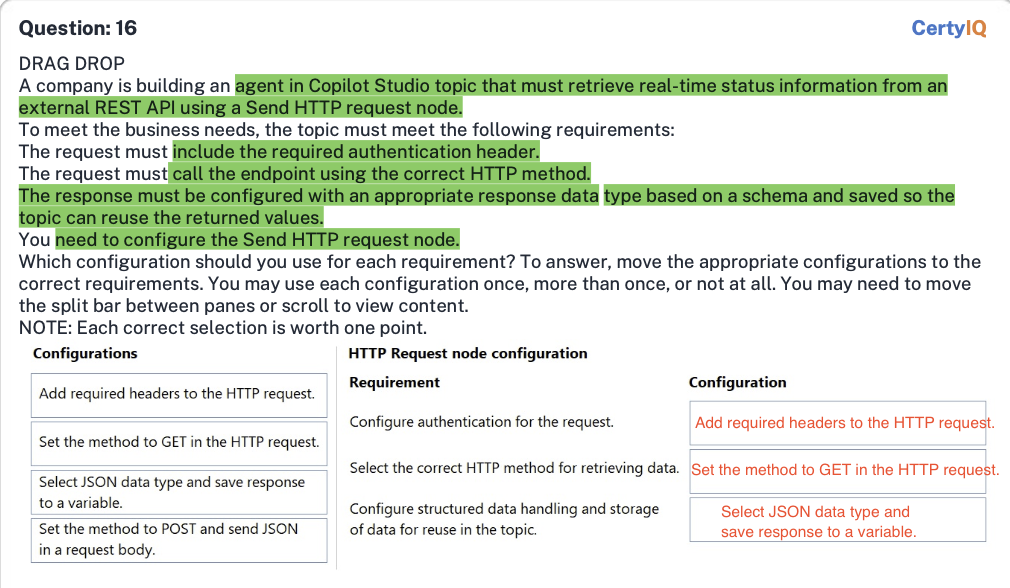 Question: 16
CertyIQ
DRAG DROP
A company is building an agent in Copilot Studio topic that must retrieve real-time status information from an
external REST API using a Send HTTP request node.
To meet the business needs, the topic must meet the following requirements:
The request must include the required authentication header.
The request must call the endpoint using the correct HTTP method.
The response must be configured with an appropriate response data type based on a schema and saved so the
topic can reuse the returned values.
You need to configure the Send HTTP request node.
Which configuration should you use for each requirement? To answer, move the appropriate configurations to the
correct requirements. You may use each configuration once, more than once, or not at all. You may need to move
the split bar between panes or scroll to view content.
NOTE: Each correct selection is worth one point.
Configurations
Add required headers to the HTTP request.
Set the method to GET in the HTTP request.
Select JSON data type and save response
to a variable.
Set the method to POST and send JSON
in a request body.
HTTP Request node configuration
Requirement
Configuration
Configure authentication for the request.
Add required headers to the HTTP request.
Select the correct HTTP method for retrieving data.
Set the method to GET in the HTTP request.
Configure structured data handling and storage
of data for reuse in the topic.
Select JSON data type and
save response to a variable.